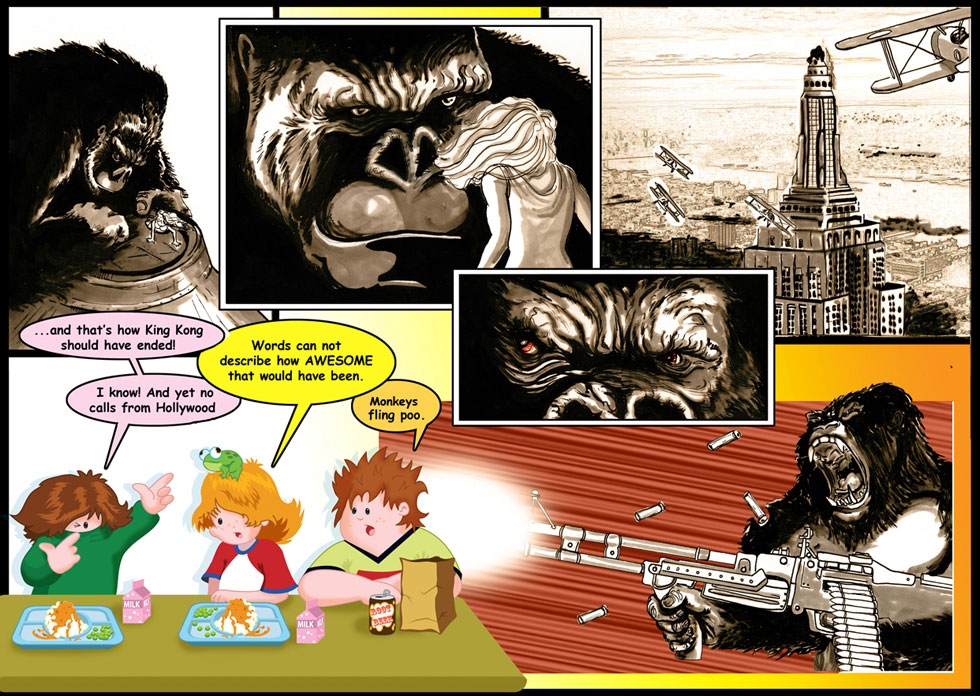 ...and that's how King Kong
should have ended!
I know! And yet no
calls from Hollywood
Words can not
describe how AWESOME
that would have been.
Monkeys
fling poo.
MILK
MILK
ROOT
BEER